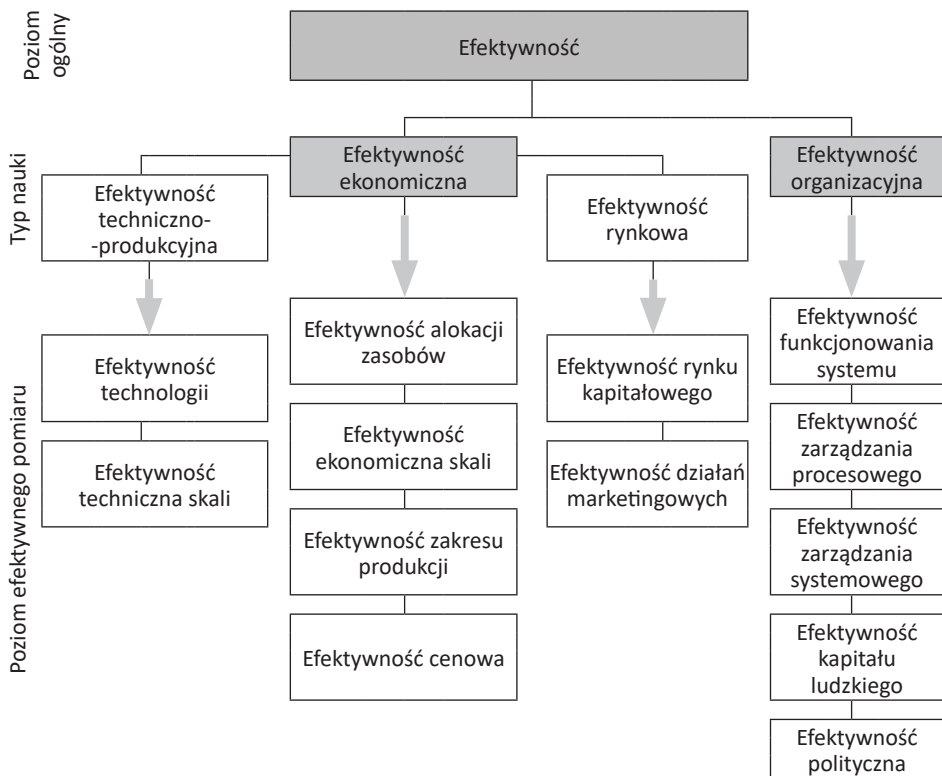 Poziom
ogólny
Efektywność
Typ nauki
Efektywność
ekonomiczna
Efektywność
organizacyjna
Efektywność
techniczno-
-produkcyjna
Efektywność
rynkowa
Poziom efektywnego pomiaru
Efektywność
technologii
Efektywność
techniczna skali
Efektywność alokacji
zasobów
Efektywność
ekonomiczna skali
Efektywność zakresu
produkcji
Efektywność cenowa
Efektywność rynku
kapitałowego
Efektywność działań
marketingowych
Efektywność
funkcjonowania
systemu
Efektywność
zarządzania
procesowego
Efektywność
zarządzania
systemowego
Efektywność
kapitału
ludzkiego
Efektywność
polityczna